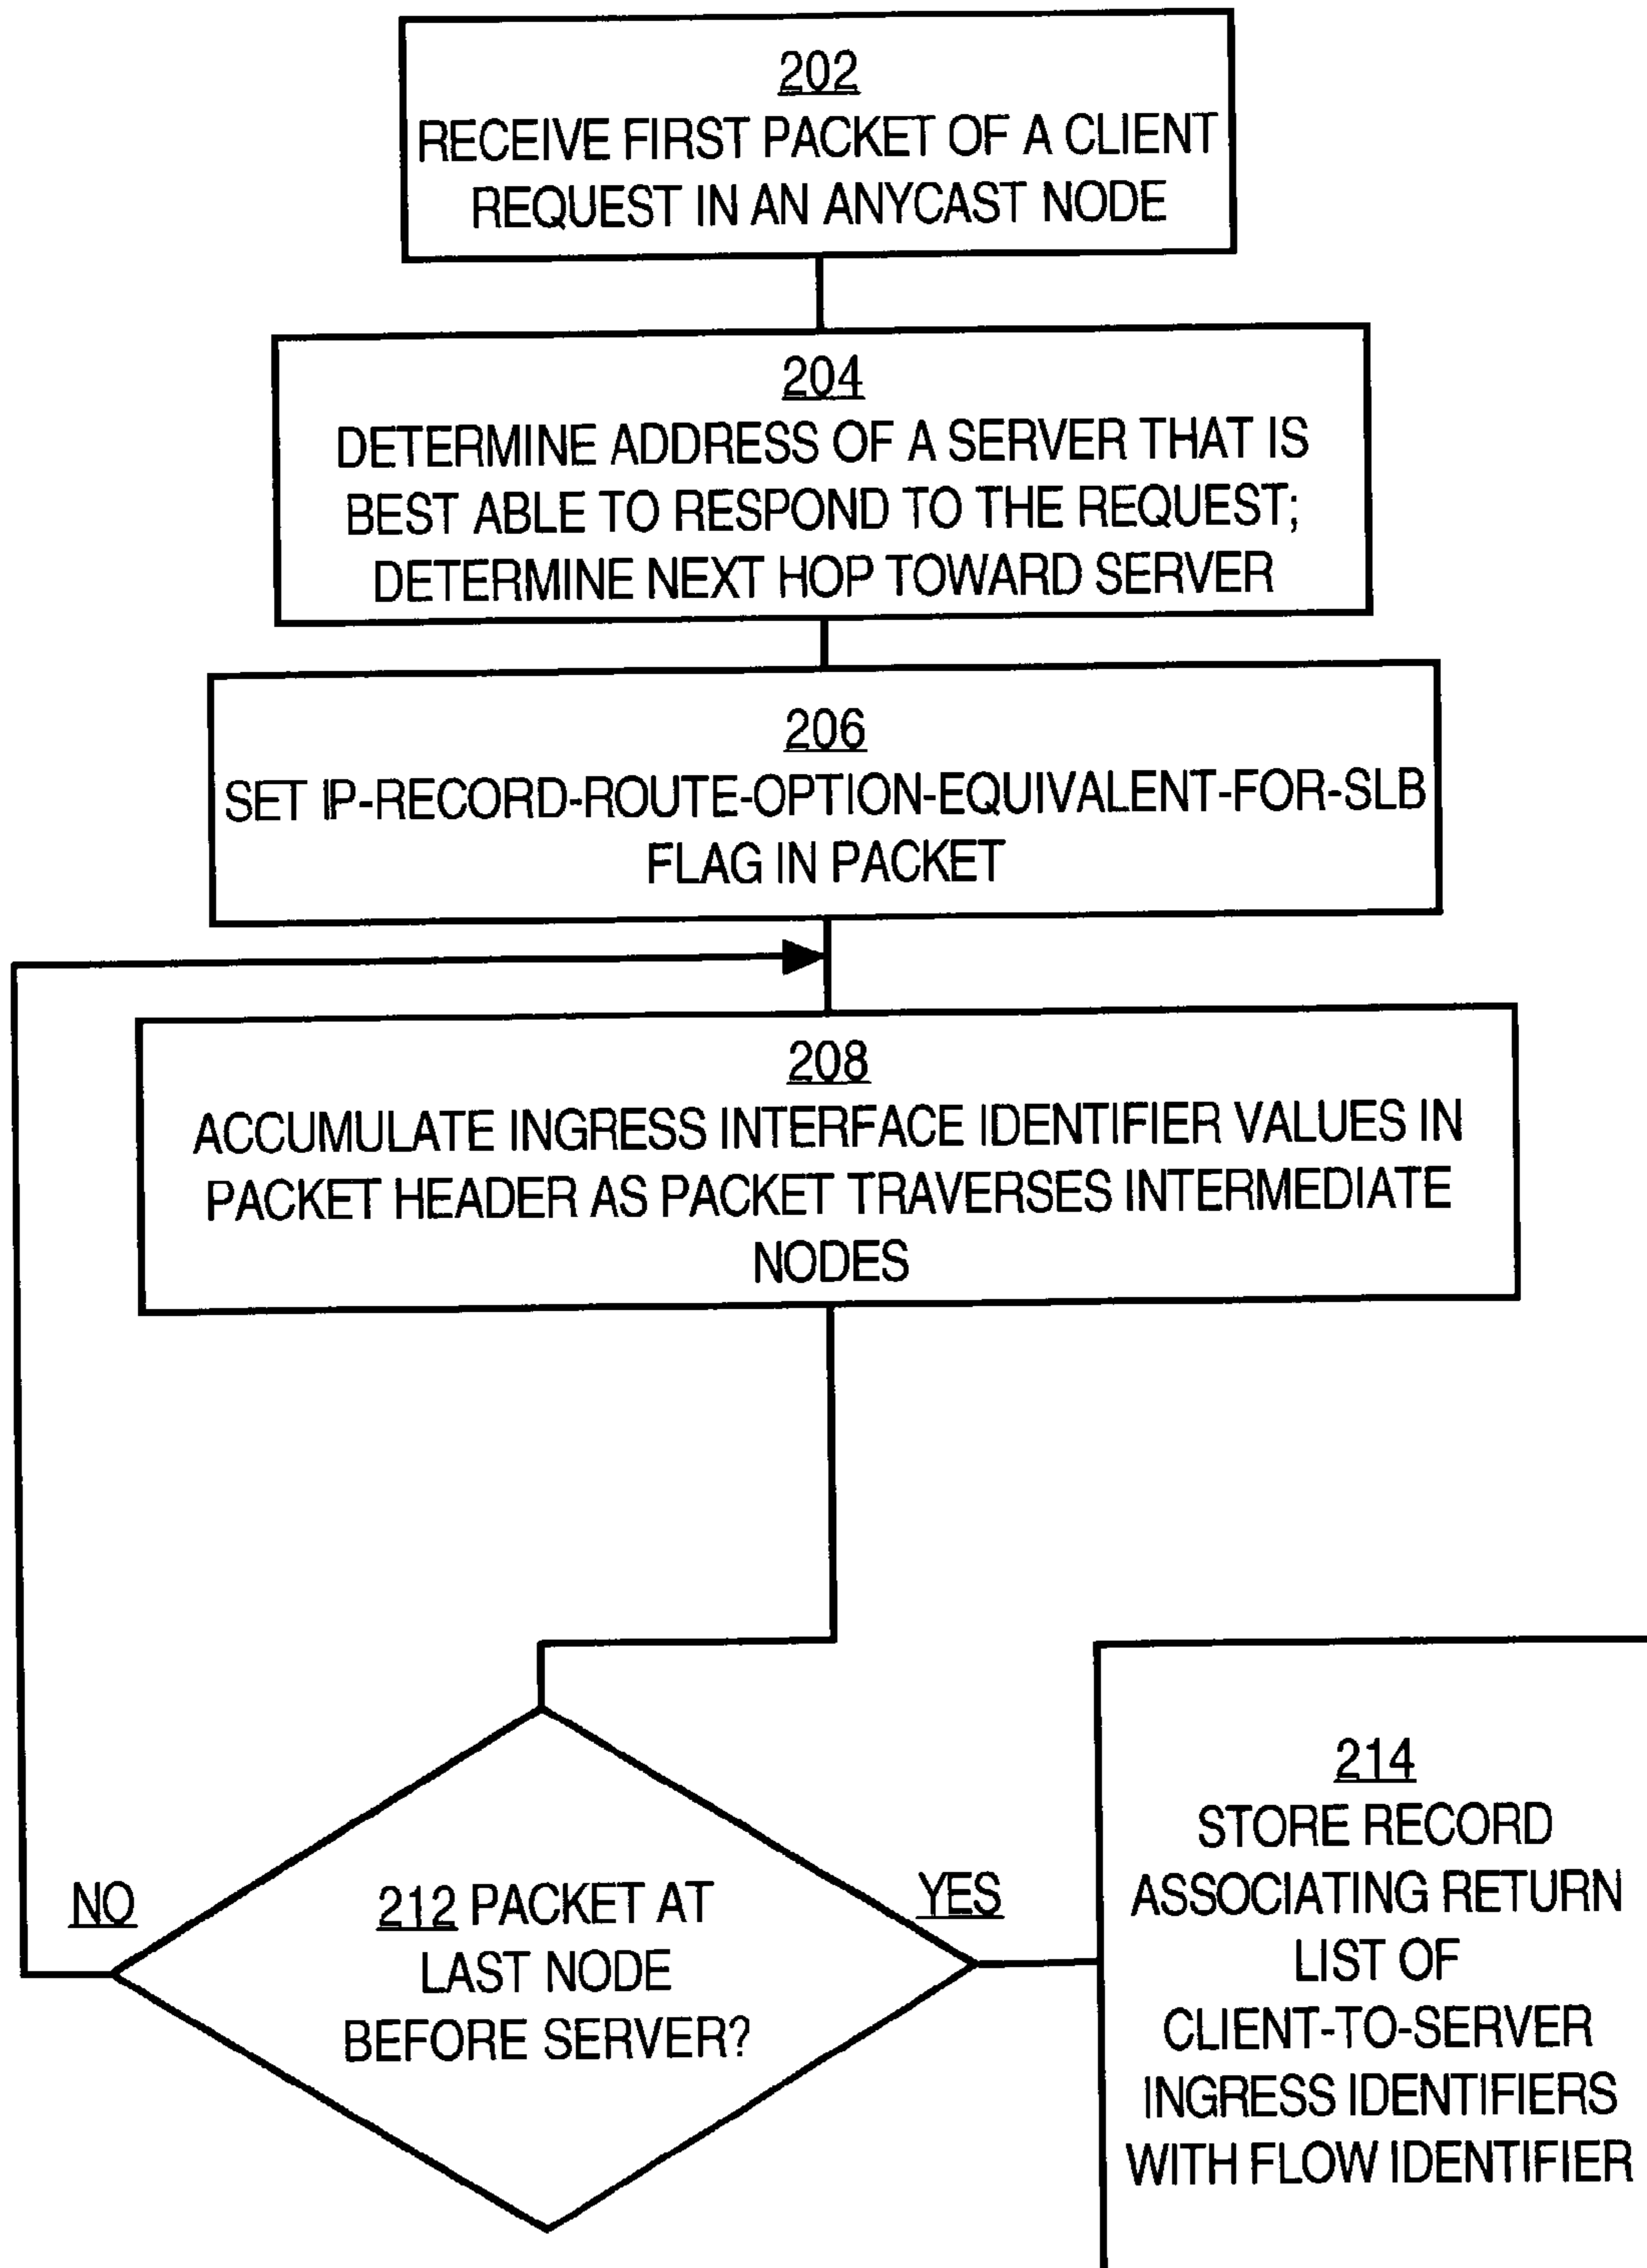 202
RECEIVE FIRST PACKET OF A CLIENT
REQUEST IN AN ANYCAST NODE
204
DETERMINE ADDRESS OF A SERVER THAT IS
BEST ABLE TO RESPOND TO THE REQUEST;
DETERMINE NEXT HOP TOWARD SERVER
206
SET IP-RECORD-ROUTE-OPTION-EQUIVALENT-FOR-SLB
FLAG IN PACKET
208
ACCUMULATE INGRESS INTERFACE IDENTIFIER VALUES IN
PACKET HEADER AS PACKET TRAVERSES INTERMEDIATE
NODES
NO
212 PACKET AT
LAST NODE
BEFORE SERVER?
YES
214
STORE RECORD
ASSOCIATING RETURN
LIST OF
CLIENT-TO-SERVER
INGRESS IDENTIFIERS
WITH FLOW IDENTIFIER